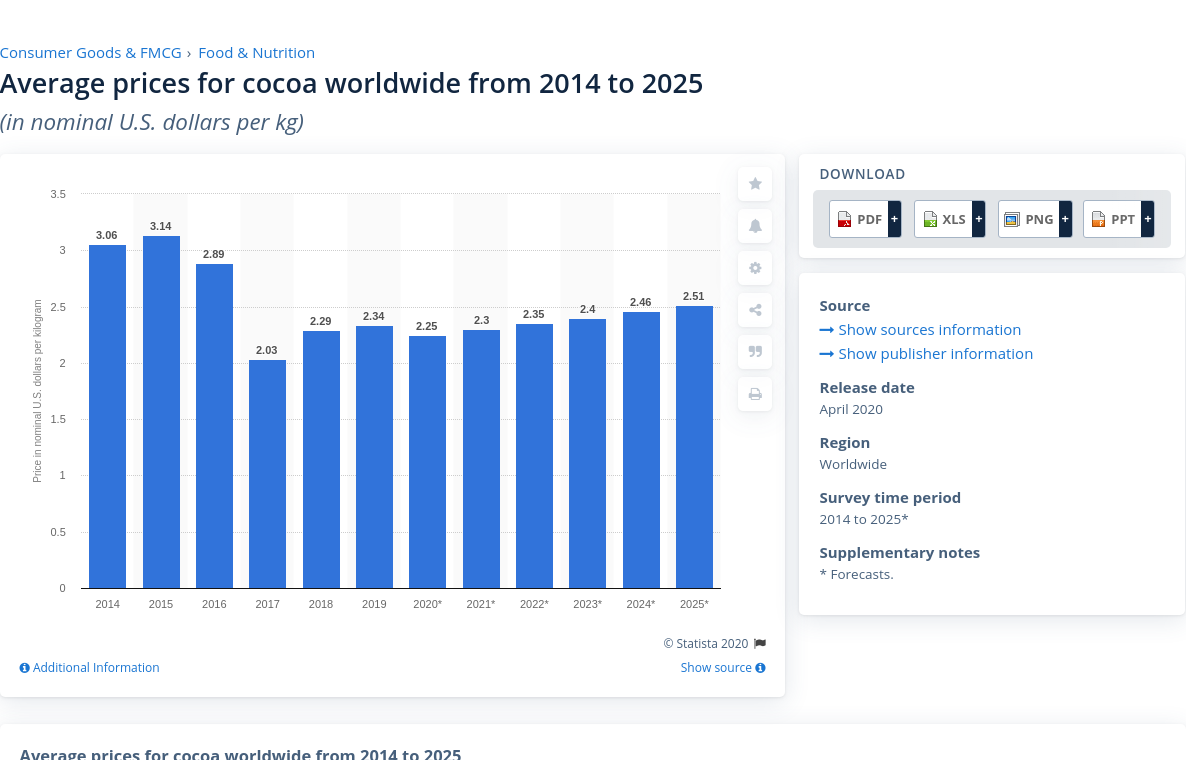 Consumer Goods & FMCG › Food & Nutrition
Average prices for cocoa worldwide from 2014 to 2025
(in nominal U.S. dollars per kg)
Price in nominal U.S. dollars per kilogram
3.5
3
2.5
2
1.5
1
0.5
0
3.06
3.14
2.89
2.03
2.29
2.34
2.25
2.3
2.35
2.4
2.46
2.51
2014 2015 2016 2017 2018 2019 2020* 2021* 2022* 2023* 2024* 2025*
© Statista 2020
Additional Information
Show source
DOWNLOAD
PDF + XLS + PNG + PPT +
Source
Show sources information
Show publisher information
Release date
April 2020
Region
Worldwide
Survey time period
2014 to 2025*
Supplementary notes
* Forecasts.
Average prices for cocoa worldwide from 2014 to 2025